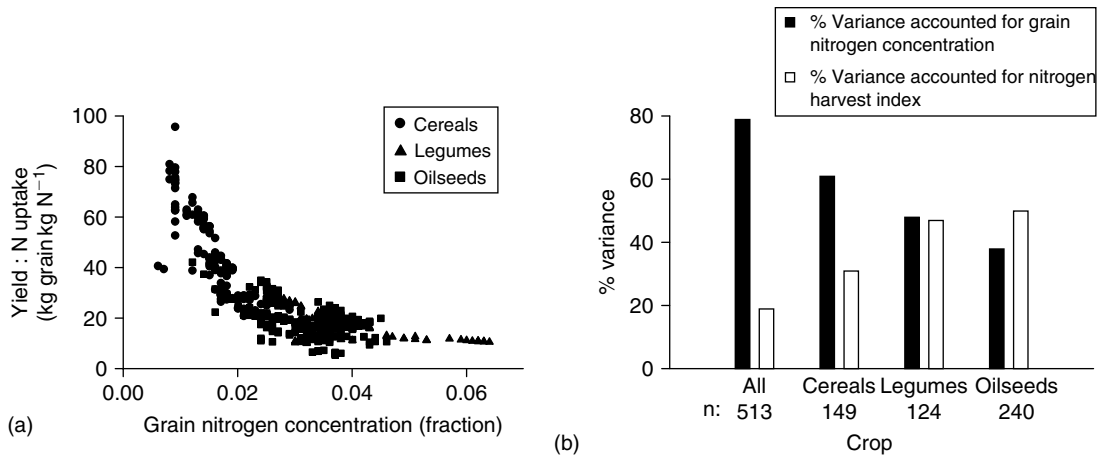 100
80
60
40
20
0
Yield : N uptake
(kg grain kg N⁻¹)
Cereals
Legumes
Oilseeds
0.00
0.02
0.04
0.06
Grain nitrogen concentration (fraction)
(a)
% Variance accounted for grain
nitrogen concentration
% Variance accounted for nitrogen
harvest index
80
60
40
20
0
% variance
All
Cereals
Legumes
Oilseeds
n: 513 149 124 240
Crop
(b)